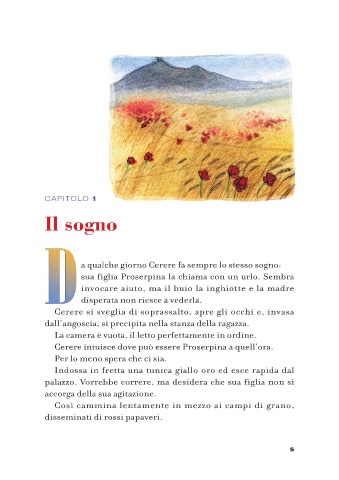 CAPITOLO 1
Il sogno
Da qualche giorno Cerere fa sempre lo stesso sogno:
sua figlia Proserpina la chiama con un urlo. Sembra
invocare aiuto, ma il buio la inghiotte e la madre
disperata non riesce a vederla.
Cerere si sveglia di soprassalto, apre gli occhi e, invasa
dall'angoscia, si precipita nella stanza della ragazza.
La camera è vuota, il letto perfettamente in ordine.
Cerere intuisce dove può essere Proserpina a quell'ora.
Per lo meno spera che ci sia.
Indossa in fretta una tunica giallo oro ed esce rapida dal
palazzo. Vorrebbe correre, ma desidera che sua figlia non si
accorga della sua agitazione.
Così cammina lentamente in mezzo ai campi di grano,
disseminati di rossi papaveri.
5